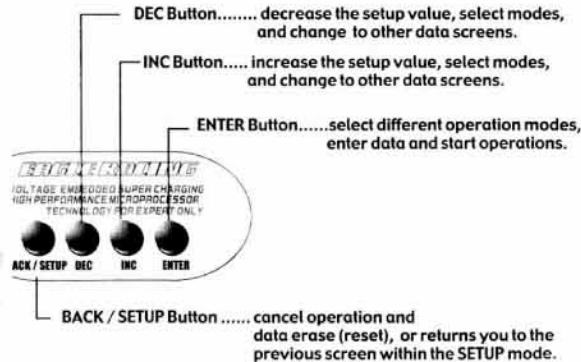 DEC Button........ decrease the setup value, select modes,
and change to other data screens.
INC Button..... increase the setup value, select modes,
and change to other data screens.
ENTER Button......select different operation modes,
enter data and start operations.
VOLTAGE EMBEDDED SUPER CHARGING
HIGH PERFORMANCE MICROPROCESSOR
TECHNOLOGY FOR EXPERT ONLY
ACK / SETUP DEC INC ENTER
BACK / SETUP Button ...... cancel operation and
data erase (reset), or returns you to the
previous screen within the SETUP mode.